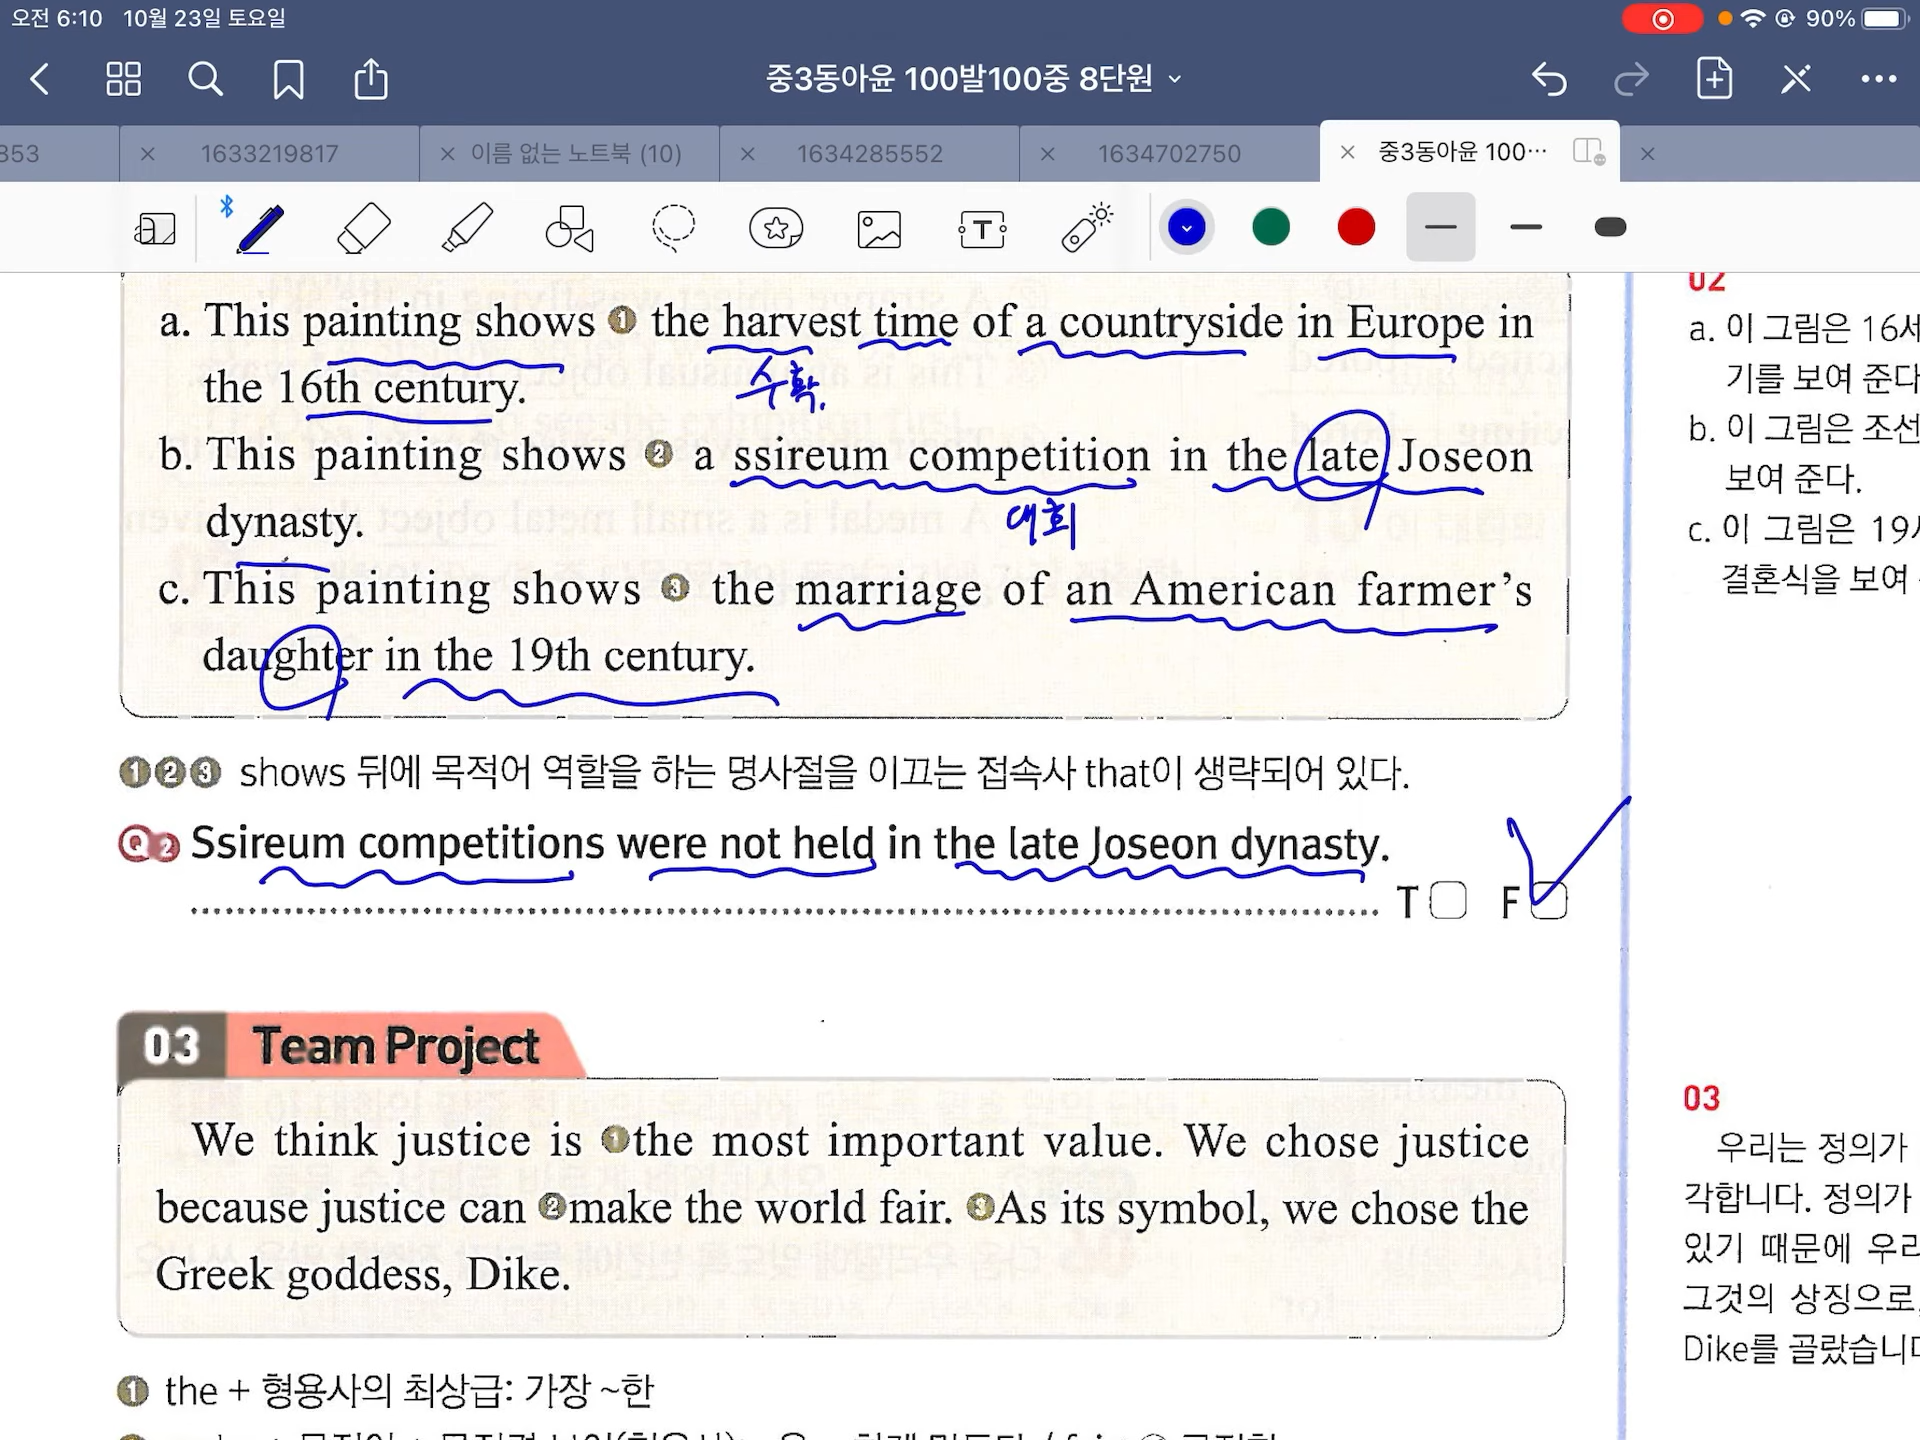 오전 6:10 10월 23일 토요일 90%
중3동아윤 100발100중 8단원
853 1633219817 이름 없는 노트북 (10) 1634285552 1634702750 중3동아윤 100…
a. This painting shows ① the harvest time of a countryside in Europe in
the 16th century.
수확.
b. This painting shows ② a ssireum competition in the late Joseon
dynasty.
대회
c. This painting shows ③ the marriage of an American farmer's
daughter in the 19th century.
①②③ shows 뒤에 목적어 역할을 하는 명사절을 이끄는 접속사 that이 생략되어 있다.
Q2 Ssireum competitions were not held in the late Joseon dynasty.
T F
03 Team Project
We think justice is ①the most important value. We chose justice
because justice can ②make the world fair. ③As its symbol, we chose the
Greek goddess, Dike.
① the + 형용사의 최상급: 가장 ~한
02
a. 이 그림은 16세
기를 보여 준다
b. 이 그림은 조선
보여 준다.
c. 이 그림은 19세
결혼식을 보여
03
우리는 정의가
각합니다. 정의가
있기 때문에 우리
그것의 상징으로,
Dike를 골랐습니다